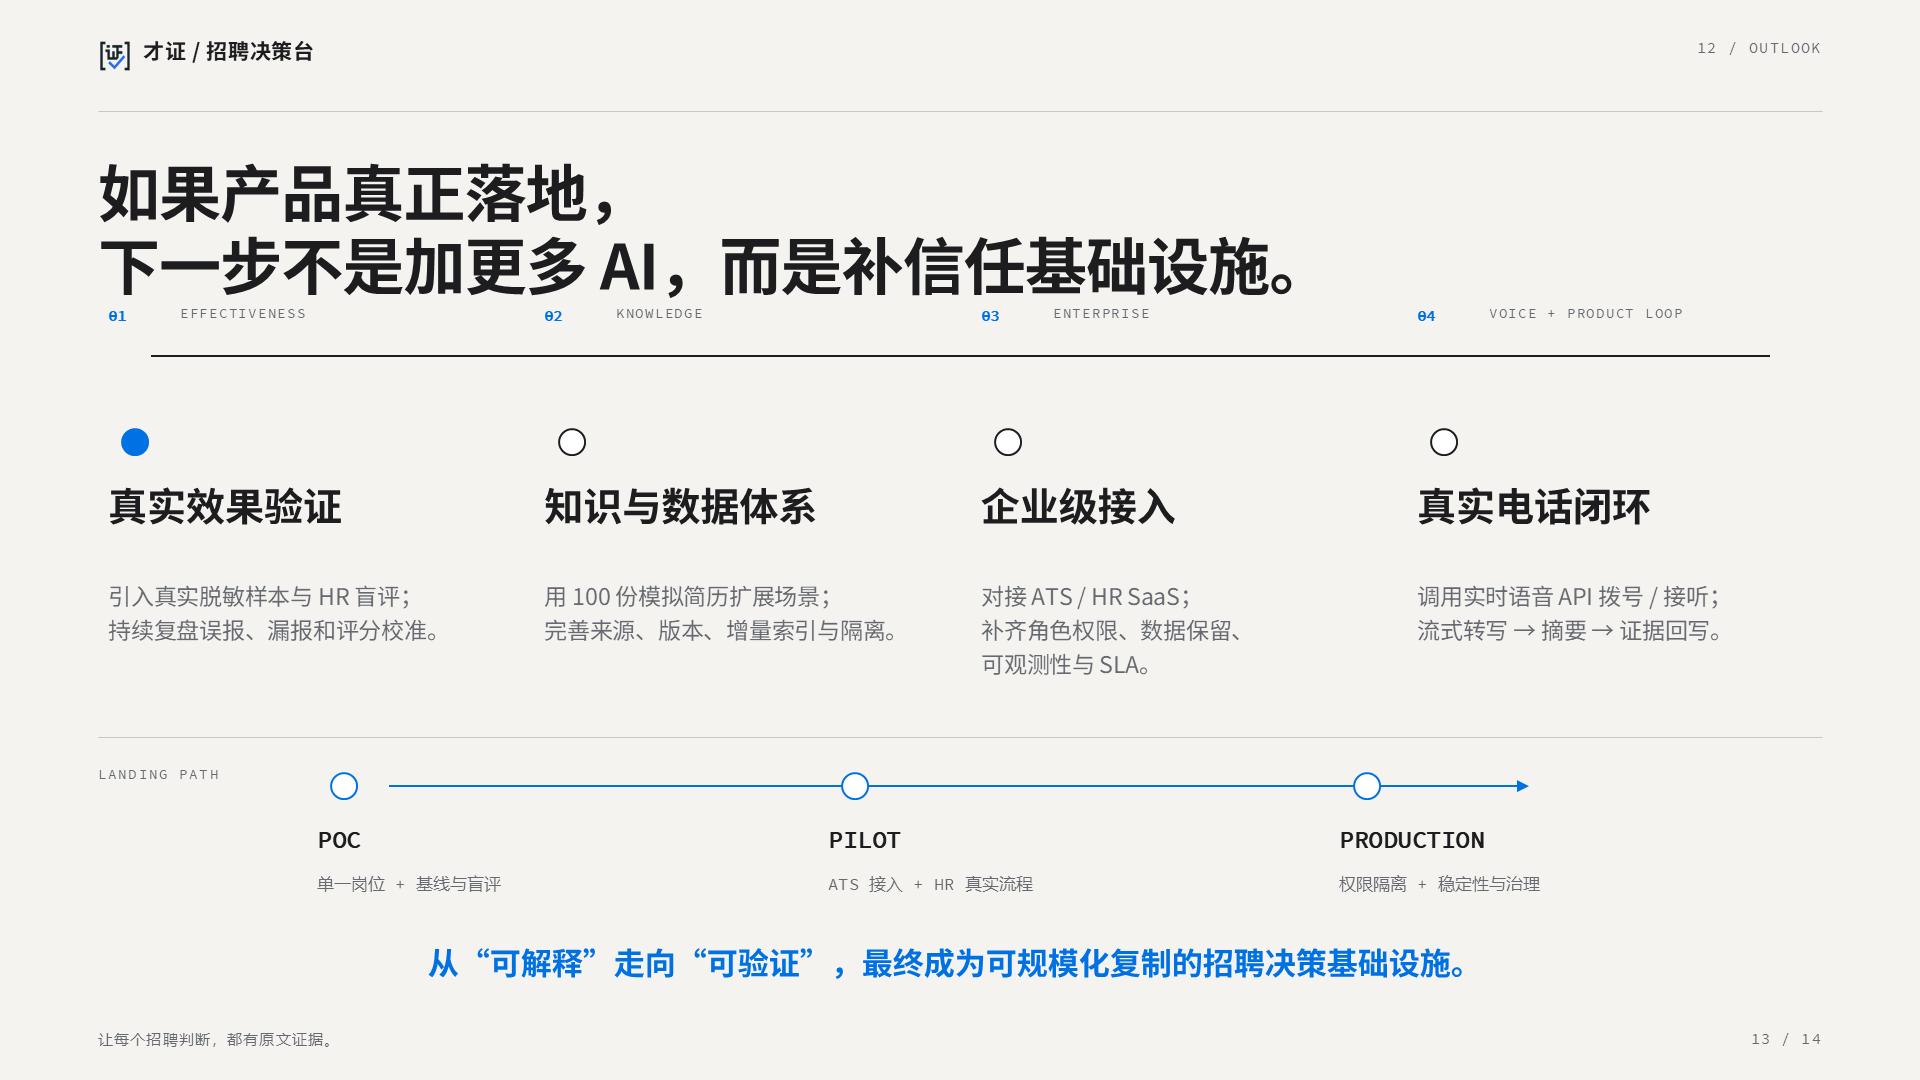 证
才证 / 招聘决策台
12 / OUTLOOK
如果产品真正落地，
下一步不是加更多 AI，而是补信任基础设施。
01 EFFECTIVENESS
02 KNOWLEDGE
03 ENTERPRISE
04 VOICE + PRODUCT LOOP
真实效果验证
引入真实脱敏样本与 HR 盲评；
持续复盘误报、漏报和评分校准。
知识与数据体系
用 100 份模拟简历扩展场景；
完善来源、版本、增量索引与隔离。
企业级接入
对接 ATS / HR SaaS；
补齐角色权限、数据保留、
可观测性与 SLA。
真实电话闭环
调用实时语音 API 拨号 / 接听；
流式转写 → 摘要 → 证据回写。
LANDING PATH
POC
单一岗位 + 基线与盲评
PILOT
ATS 接入 + HR 真实流程
PRODUCTION
权限隔离 + 稳定性与治理
从“可解释”走向“可验证”，最终成为可规模化复制的招聘决策基础设施。
让每个招聘判断，都有原文证据。
13 / 14